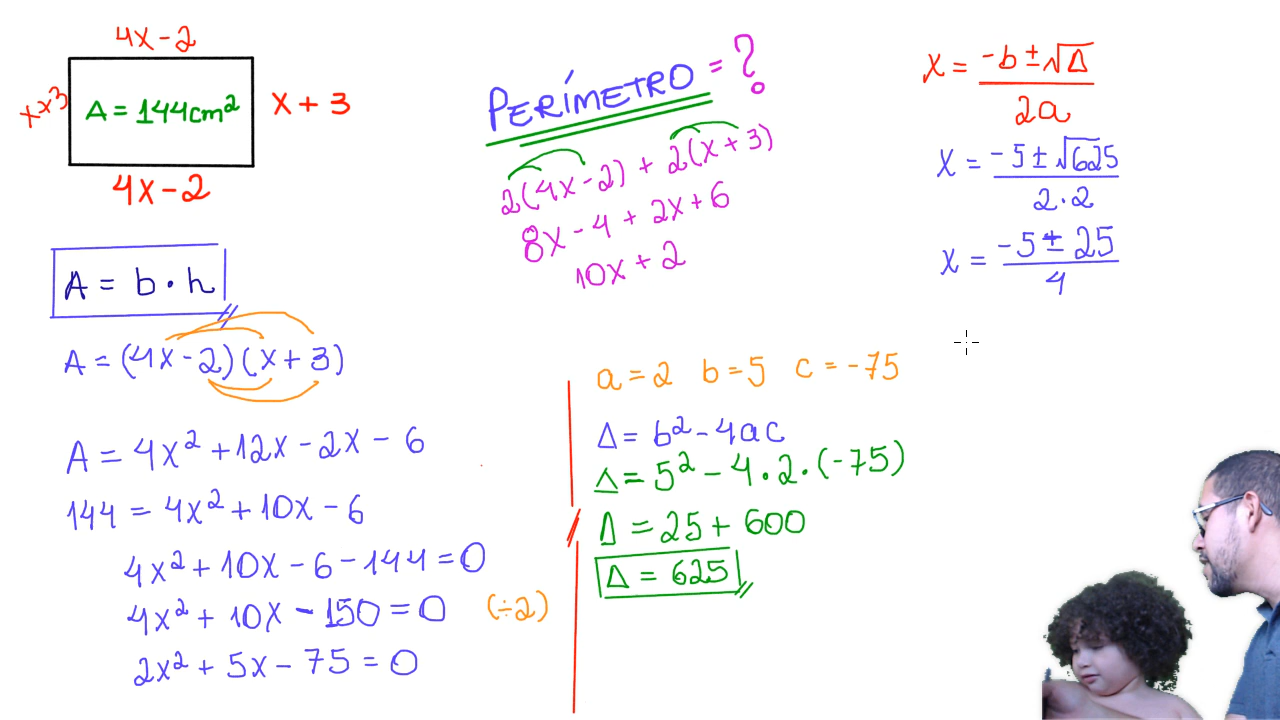 4x - 2
x x 3
A = 144cm²
x + 3
4x - 2
A = b · h
A = (4x - 2)(x + 3)
A = 4x² + 12x - 2x - 6
144 = 4x² + 10x - 6
4x² + 10x - 6 - 144 = 0
4x² + 10x - 150 = 0 (÷2)
2x² + 5x - 75 = 0
PERÍMETRO = ?
2(4x - 2) + 2(x + 3)
8x - 4 + 2x + 6
10x + 2
a = 2 b = 5 c = -75
Δ = b² - 4ac
Δ = 5² - 4 · 2 · (-75)
Δ = 25 + 600
Δ = 625
x = (-b ± √Δ) / 2a
x = (-5 ± √625) / 2 · 2
x = (-5 ± 25) / 4